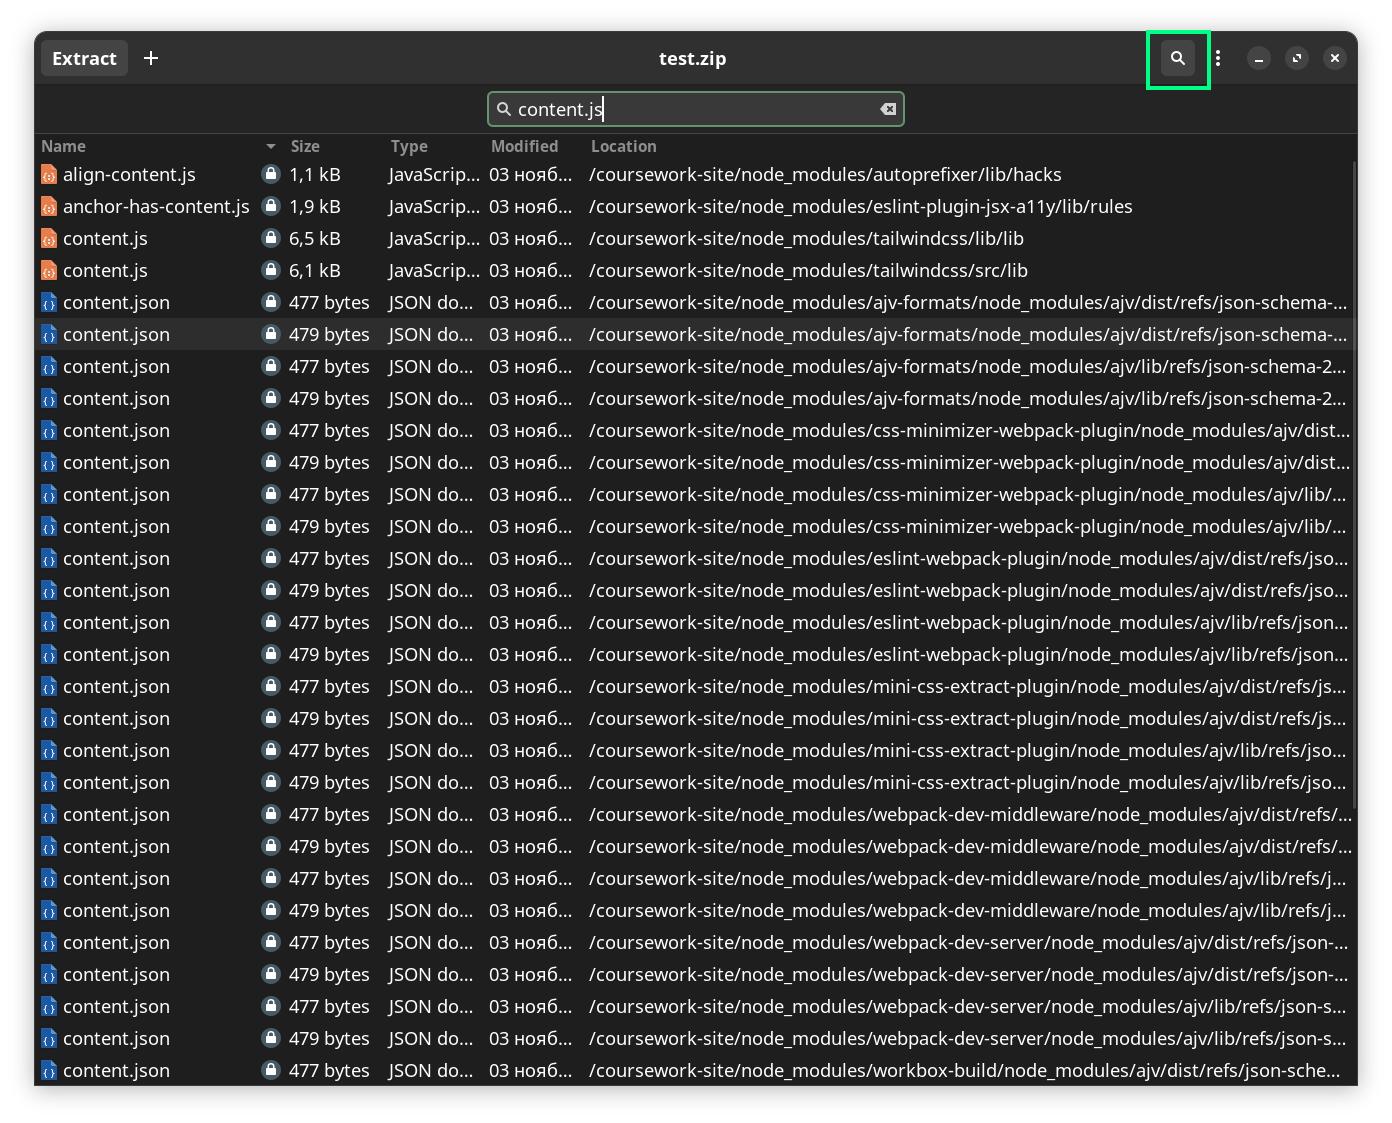 Extract + test.zip
content.js
Name Size Type Modified Location
align-content.js 1,1 kB JavaScrip... 03 нояб... /coursework-site/node_modules/autoprefixer/lib/hacks
anchor-has-content.js 1,9 kB JavaScrip... 03 нояб... /coursework-site/node_modules/eslint-plugin-jsx-a11y/lib/rules
content.js 6,5 kB JavaScrip... 03 нояб... /coursework-site/node_modules/tailwindcss/lib/lib
content.js 6,1 kB JavaScrip... 03 нояб... /coursework-site/node_modules/tailwindcss/src/lib
content.json 477 bytes JSON do... 03 нояб... /coursework-site/node_modules/ajv-formats/node_modules/ajv/dist/refs/json-schema-...
content.json 479 bytes JSON do... 03 нояб... /coursework-site/node_modules/ajv-formats/node_modules/ajv/dist/refs/json-schema-...
content.json 477 bytes JSON do... 03 нояб... /coursework-site/node_modules/ajv-formats/node_modules/ajv/lib/refs/json-schema-2...
content.json 479 bytes JSON do... 03 нояб... /coursework-site/node_modules/ajv-formats/node_modules/ajv/lib/refs/json-schema-2...
content.json 477 bytes JSON do... 03 нояб... /coursework-site/node_modules/css-minimizer-webpack-plugin/node_modules/ajv/dist...
content.json 479 bytes JSON do... 03 нояб... /coursework-site/node_modules/css-minimizer-webpack-plugin/node_modules/ajv/dist...
content.json 477 bytes JSON do... 03 нояб... /coursework-site/node_modules/css-minimizer-webpack-plugin/node_modules/ajv/lib/...
content.json 479 bytes JSON do... 03 нояб... /coursework-site/node_modules/css-minimizer-webpack-plugin/node_modules/ajv/lib/...
content.json 477 bytes JSON do... 03 нояб... /coursework-site/node_modules/eslint-webpack-plugin/node_modules/ajv/dist/refs/jso...
content.json 479 bytes JSON do... 03 нояб... /coursework-site/node_modules/eslint-webpack-plugin/node_modules/ajv/dist/refs/jso...
content.json 477 bytes JSON do... 03 нояб... /coursework-site/node_modules/eslint-webpack-plugin/node_modules/ajv/lib/refs/json...
content.json 479 bytes JSON do... 03 нояб... /coursework-site/node_modules/eslint-webpack-plugin/node_modules/ajv/lib/refs/json...
content.json 477 bytes JSON do... 03 нояб... /coursework-site/node_modules/mini-css-extract-plugin/node_modules/ajv/dist/refs/js...
content.json 479 bytes JSON do... 03 нояб... /coursework-site/node_modules/mini-css-extract-plugin/node_modules/ajv/dist/refs/js...
content.json 477 bytes JSON do... 03 нояб... /coursework-site/node_modules/mini-css-extract-plugin/node_modules/ajv/lib/refs/jso...
content.json 479 bytes JSON do... 03 нояб... /coursework-site/node_modules/mini-css-extract-plugin/node_modules/ajv/lib/refs/jso...
content.json 477 bytes JSON do... 03 нояб... /coursework-site/node_modules/webpack-dev-middleware/node_modules/ajv/dist/refs/...
content.json 479 bytes JSON do... 03 нояб... /coursework-site/node_modules/webpack-dev-middleware/node_modules/ajv/dist/refs/...
content.json 477 bytes JSON do... 03 нояб... /coursework-site/node_modules/webpack-dev-middleware/node_modules/ajv/lib/refs/j...
content.json 479 bytes JSON do... 03 нояб... /coursework-site/node_modules/webpack-dev-middleware/node_modules/ajv/lib/refs/j...
content.json 477 bytes JSON do... 03 нояб... /coursework-site/node_modules/webpack-dev-server/node_modules/ajv/dist/refs/json-...
content.json 479 bytes JSON do... 03 нояб... /coursework-site/node_modules/webpack-dev-server/node_modules/ajv/dist/refs/json-...
content.json 477 bytes JSON do... 03 нояб... /coursework-site/node_modules/webpack-dev-server/node_modules/ajv/lib/refs/json-s...
content.json 479 bytes JSON do... 03 нояб... /coursework-site/node_modules/webpack-dev-server/node_modules/ajv/lib/refs/json-s...
content.json 477 bytes JSON do... 03 нояб... /coursework-site/node_modules/workbox-build/node_modules/ajv/dist/refs/json-sche...